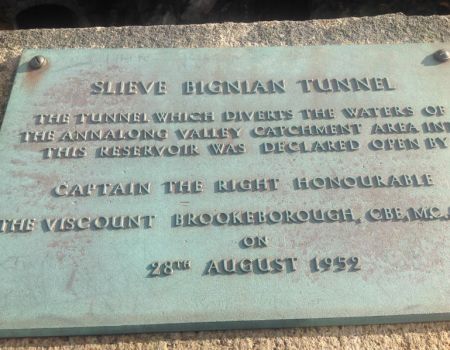 SLIEVE BIGNIAN TUNNEL
THE TUNNEL WHICH DIVERTS THE WATERS OF
THE ANNALONG VALLEY CATCHMENT AREA INT
THIS RESERVOIR WAS DECLARED OPEN BY
CAPTAIN THE RIGHT HONOURABLE
THE VISCOUNT BROOKEBOROUGH, CBE, MC,
ON
28TH AUGUST 1952